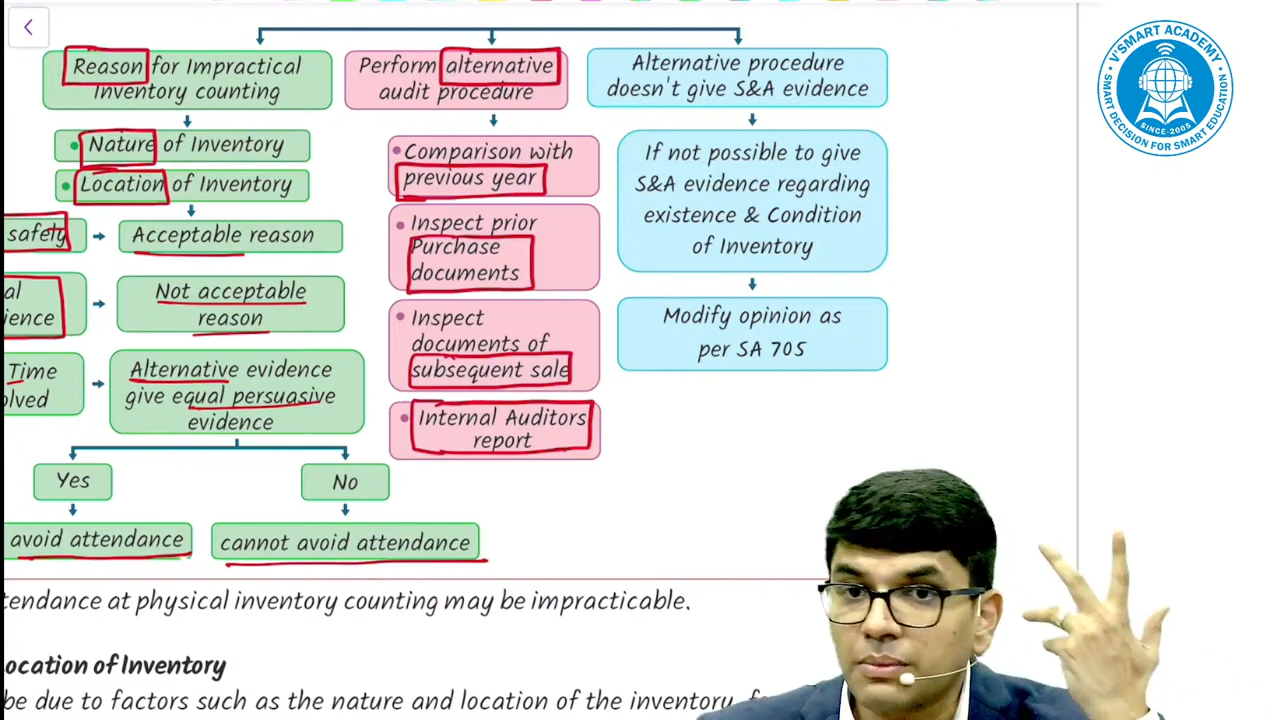 Reason for Impractical
Inventory counting
Nature of Inventory
Location of Inventory
safety
Acceptable reason
al
ience
Not acceptable
reason
Time
olved
Alternative evidence
give equal persuasive
evidence
Yes
No
avoid attendance
cannot avoid attendance
Perform alternative
audit procedure
Comparison with
previous year
Inspect prior
Purchase
documents
Inspect
documents of
subsequent sale
Internal Auditors
report
Alternative procedure
doesn't give S&A evidence
If not possible to give
S&A evidence regarding
existence & Condition
of Inventory
Modify opinion as
per SA 705
tendance at physical inventory counting may be impracticable.
ocation of Inventory
be due to factors such as the nature and location of the inventory,
V'SMART ACADEMY
SMART DECISION FOR SMART EDUCATION
SINCE-2005